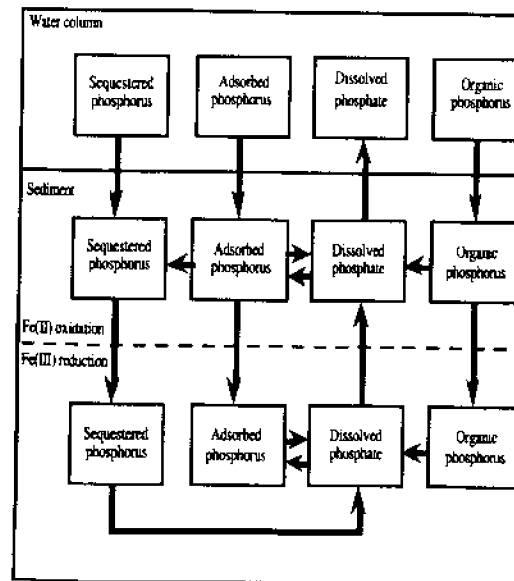 Water column
Sequestered
phosphorus
Adsorbed
phosphorus
Dissolved
phosphate
Organic
phosphorus
Sediment
Sequestered
phosphorus
Adsorbed
phosphorus
Dissolved
phosphate
Organic
phosphorus
Fe(II) oxidation
Fe(III) reduction
Sequestered
phosphorus
Adsorbed
phosphorus
Dissolved
phosphate
Organic
phosphorus